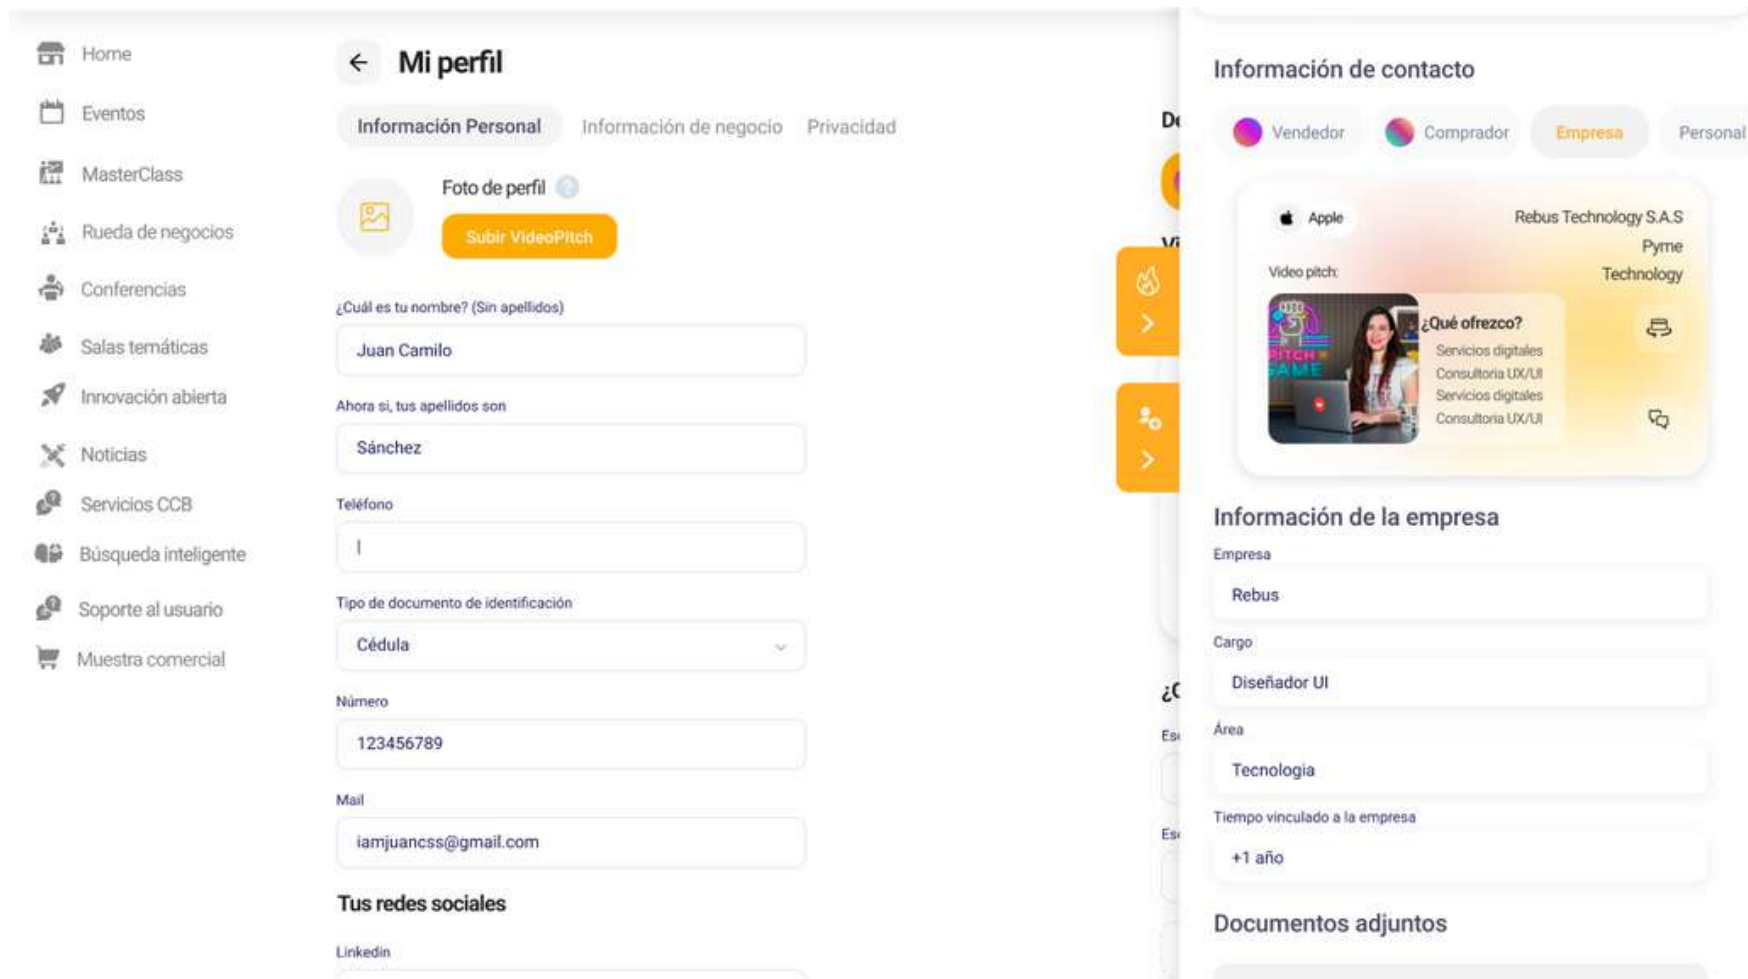 Home
Eventos
MasterClass
Rueda de negocios
Conferencias
Salas temáticas
Innovación abierta
Noticias
Servicios CCB
Búsqueda inteligente
Soporte al usuario
Muestra comercial
Mi perfil
Información Personal Información de negocio Privacidad
Foto de perfil ?
Subir VideoPitch
¿Cuál es tu nombre? (Sin apellidos)
Juan Camilo
Ahora si, tus apellidos son
Sánchez
Teléfono
Tipo de documento de identificación
Cédula
Número
123456789
Mail
iamjuancss@gmail.com
Tus redes sociales
Linkedin
Información de contacto
Vendedor Comprador Empresa Personal
Apple
Rebus Technology S.A.S
Pyme
Technology
Video pitch:
PITCH
GAME
¿Qué ofrezco?
Servicios digitales
Consultoria UX/UI
Servicios digitales
Consultoria UX/UI
Información de la empresa
Empresa
Rebus
Cargo
Diseñador UI
Área
Tecnologia
Tiempo vinculado a la empresa
+1 año
Documentos adjuntos